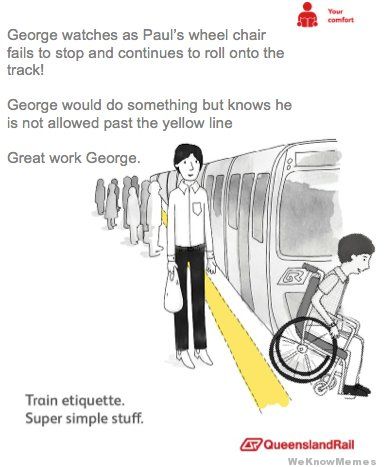 Your
comfort
George watches as Paul's wheel chair
fails to stop and continues to roll onto the
track!
George would do something but knows he
is not allowed past the yellow line
Great work George.
QR
Train etiquette.
Super simple stuff.
QR QueenslandRail
WeKnowMemes